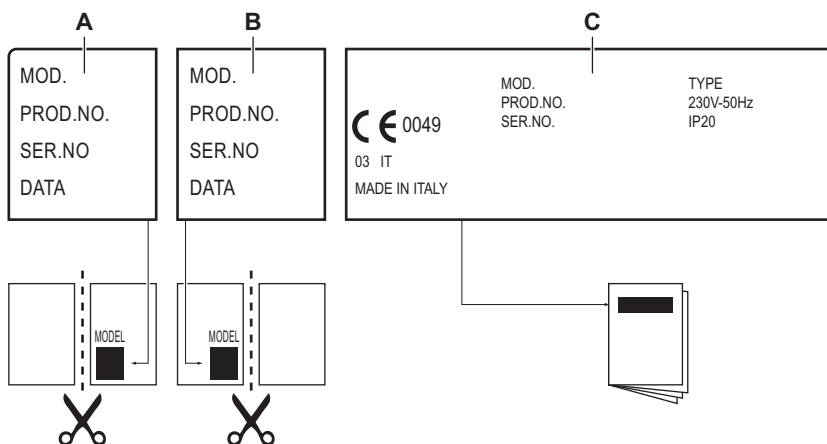 A
B
C
MOD.
PROD.NO.
SER.NO
DATA
MOD.
PROD.NO.
SER.NO
DATA
MOD.
PROD.NO.
SER.NO.
TYPE
230V-50Hz
IP20
CE 0049
03 IT
MADE IN ITALY
MODEL
MODEL